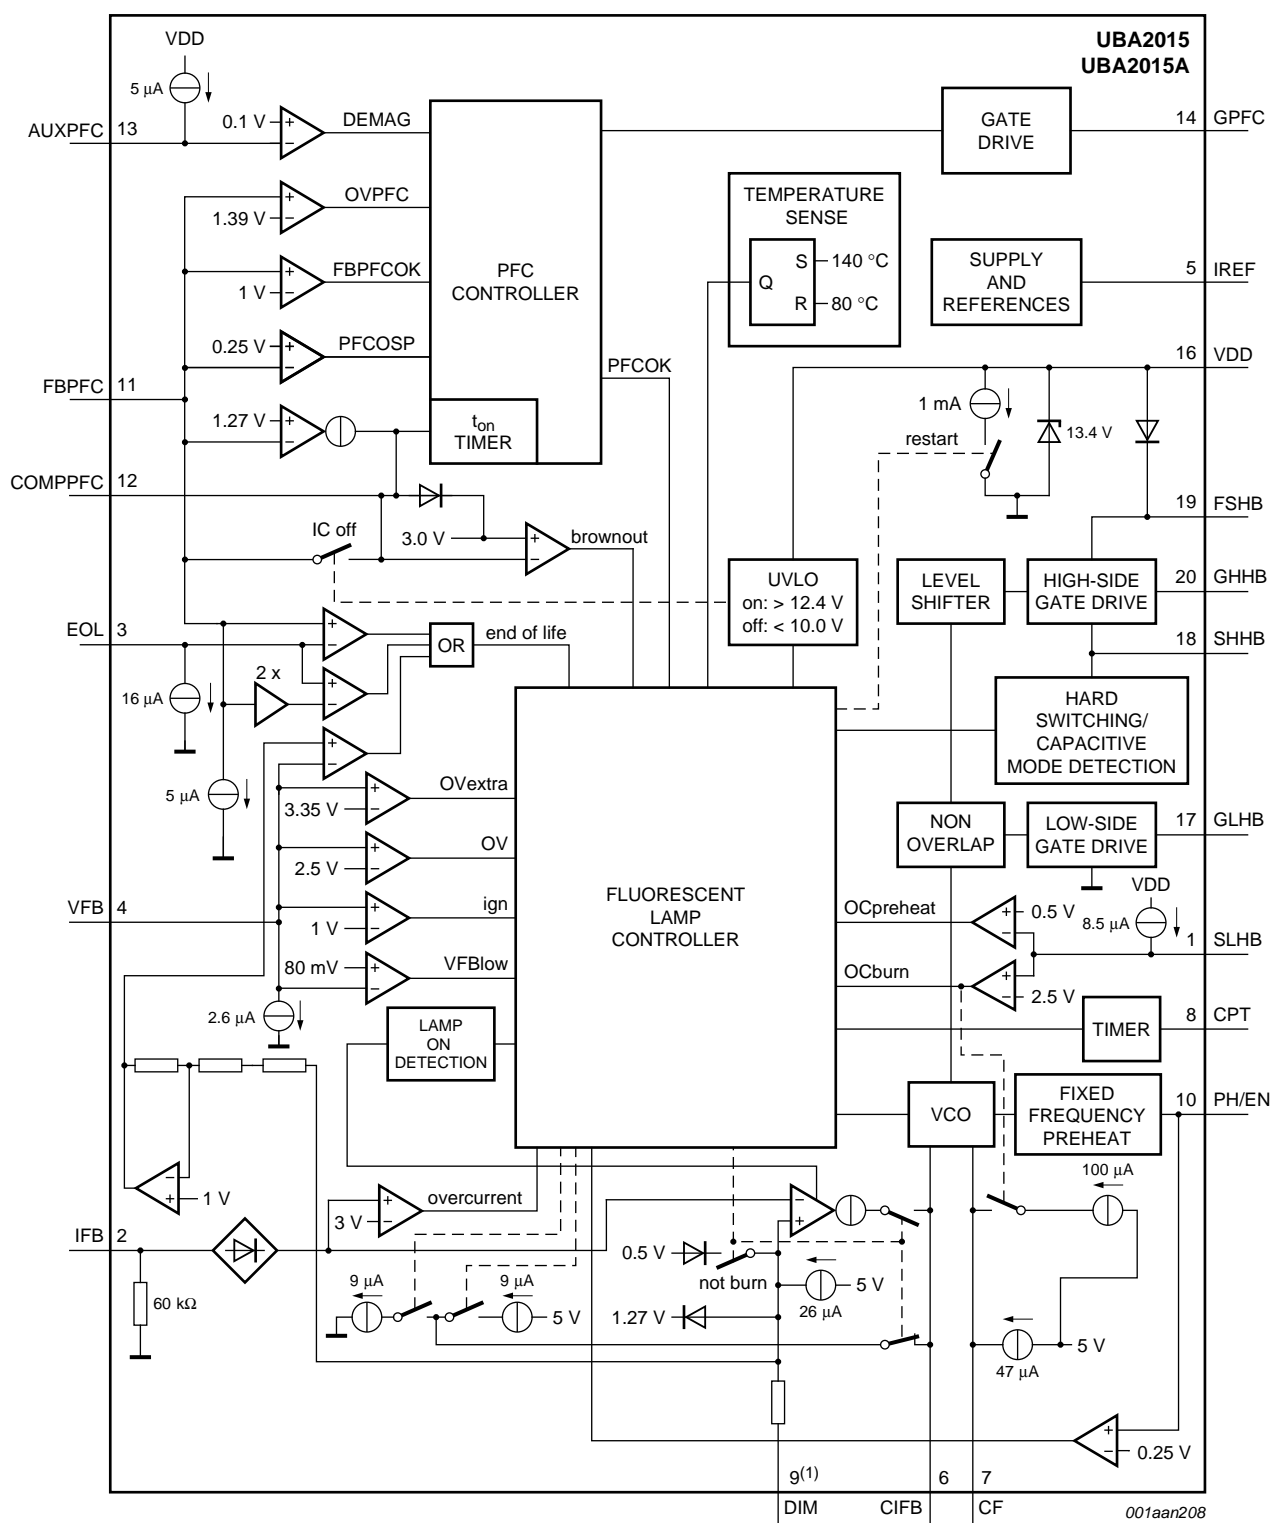 UBA2015
UBA2015A
VDD
5 μA
AUXPFC 13
0.1 V
DEMAG
OVPFC
1.39 V
FBPFCOK
1 V
0.25 V
PFCOSP
FBPFC 11
1.27 V
COMPPFC 12
PFC
CONTROLLER
ton
TIMER
PFCOK
GATE
DRIVE
14 GPFC
TEMPERATURE
SENSE
S
140 °C
Q
R
80 °C
SUPPLY
AND
REFERENCES
5 IREF
16 VDD
1 mA
13.4 V
restart
19 FSHB
IC off
3.0 V
brownout
UVLO
on: > 12.4 V
off: < 10.0 V
LEVEL
SHIFTER
HIGH-SIDE
GATE DRIVE
20 GHHB
18 SHHB
EOL 3
OR
end of life
2 x
16 μA
5 μA
HARD
SWITCHING/
CAPACITIVE
MODE DETECTION
OVextra
3.35 V
OV
2.5 V
VFB 4
ign
1 V
80 mV
VFBlow
2.6 μA
FLUORESCENT
LAMP
CONTROLLER
NON
OVERLAP
LOW-SIDE
GATE DRIVE
17 GLHB
VDD
OCpreheat
0.5 V
8.5 μA
1 SLHB
OCburn
2.5 V
TIMER
8 CPT
LAMP
ON
DETECTION
VCO
FIXED
FREQUENCY
PREHEAT
10 PH/EN
1 V
overcurrent
3 V
IFB 2
60 kΩ
100 μA
0.5 V
not burn
9 μA
9 μA
5 V
26 μA
5 V
1.27 V
5 V
47 μA
0.25 V
9(1)
6
7
DIM
CIFB
CF
001aan208